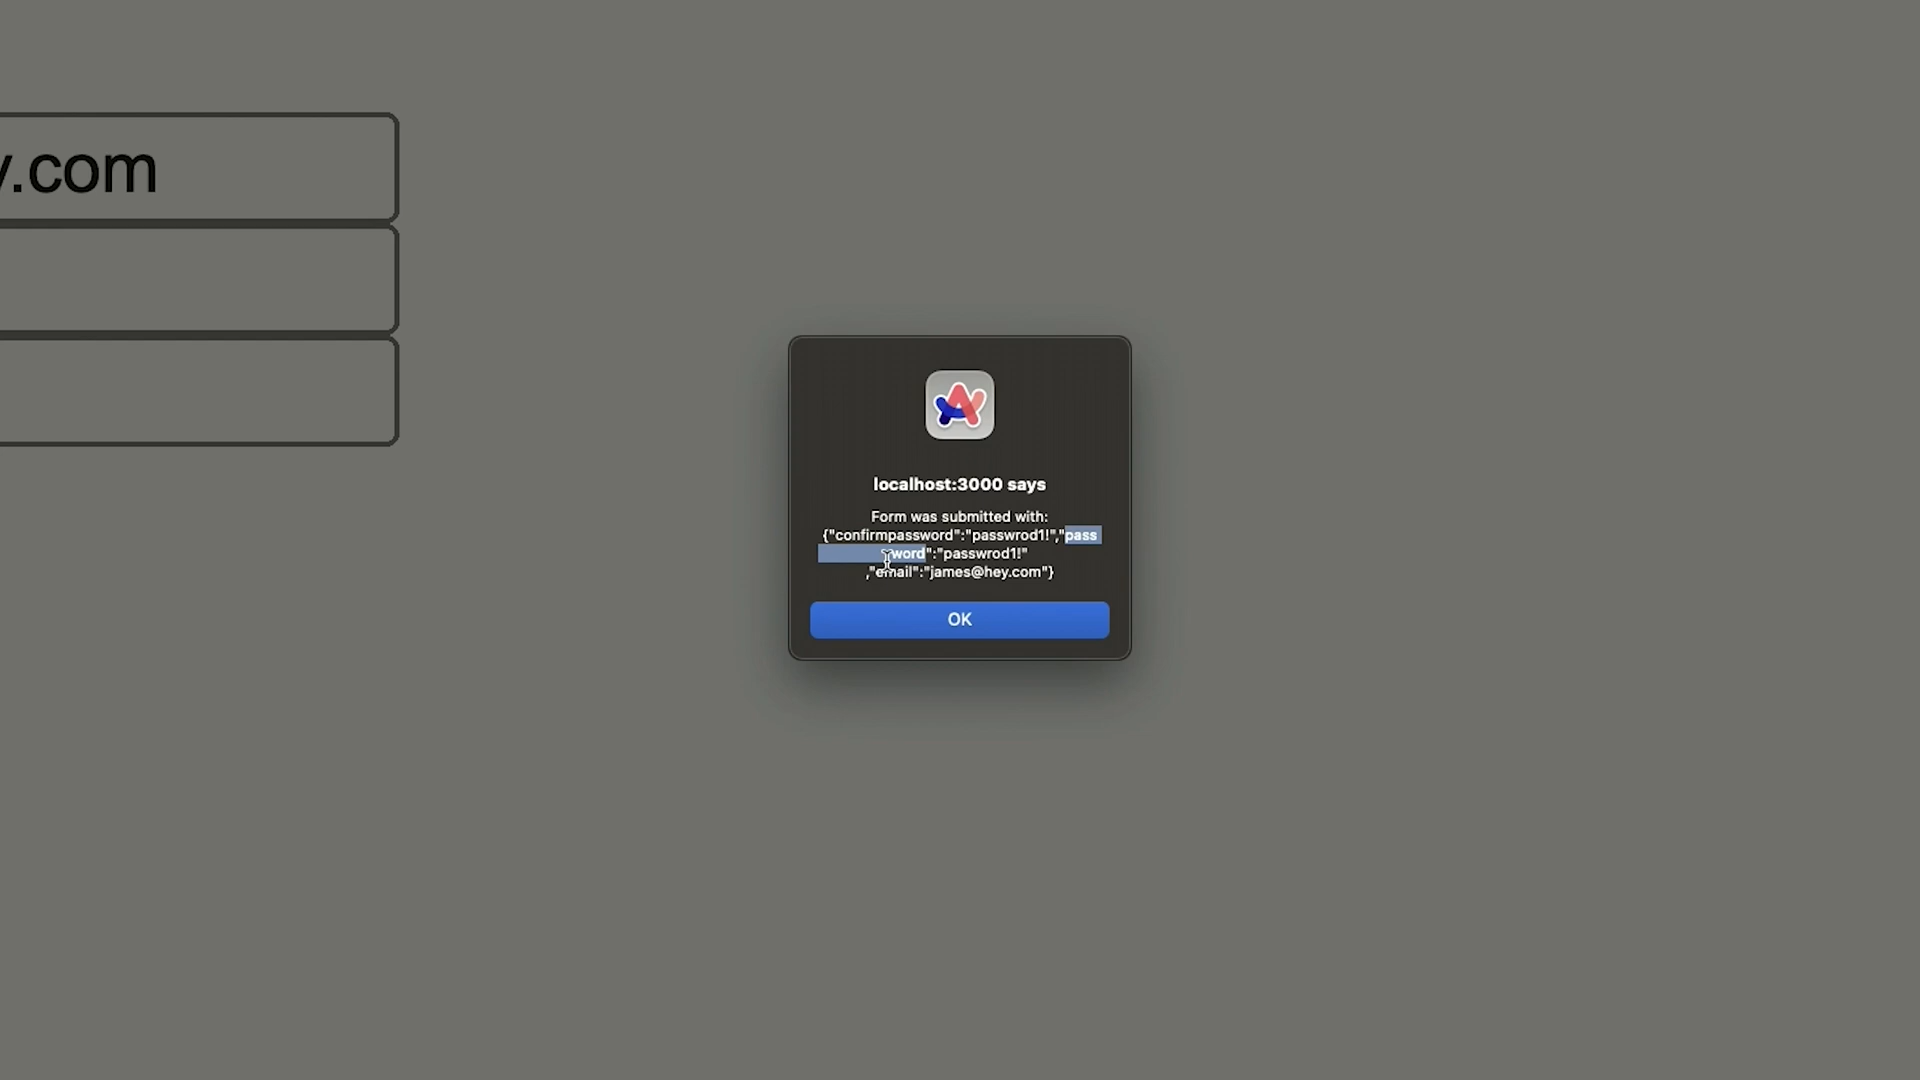 y.com
localhost:3000 says
Form was submitted with:
{"confirmpassword":"passwrod1!","pass
word":"passwrod1!"
,"email":"james@hey.com"}
OK